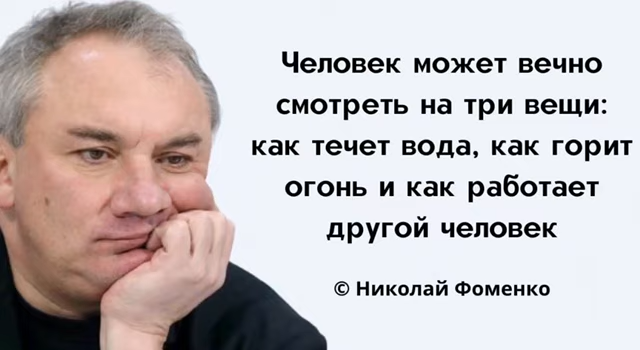 Человек может вечно
смотреть на три вещи:
как течет вода, как горит
огонь и как работает
другой человек
© Николай Фоменко